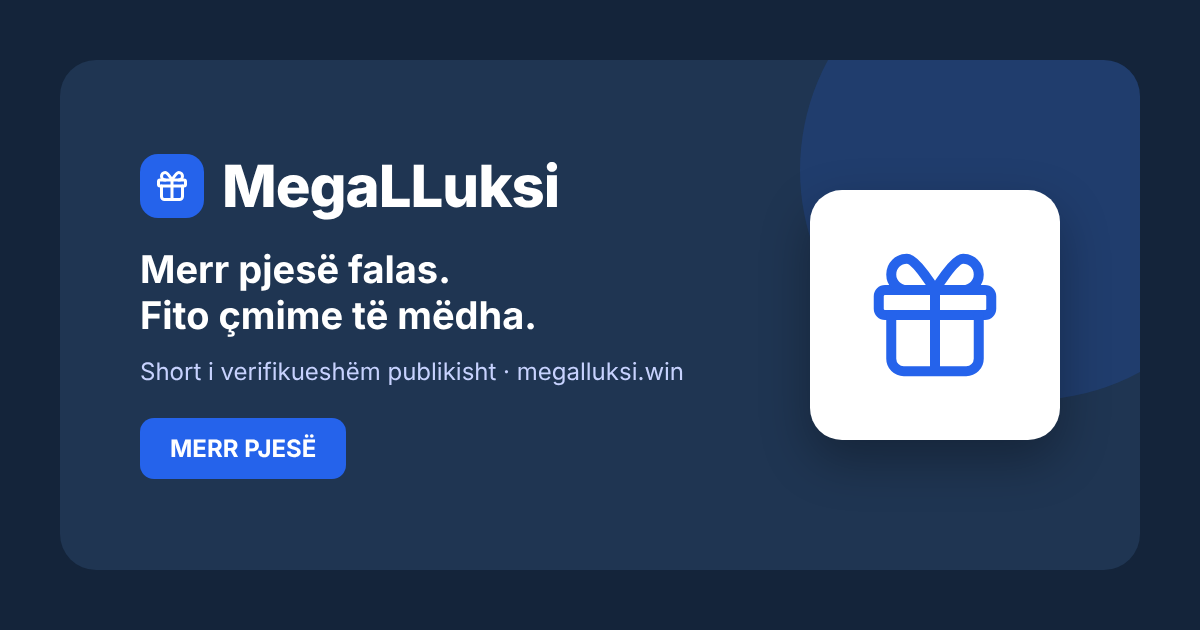 MegaLLuksi
Merr pjesë falas.
Fito çmime të mëdha.
Short i verifikueshëm publikisht · megalluksi.win
MERR PJESË